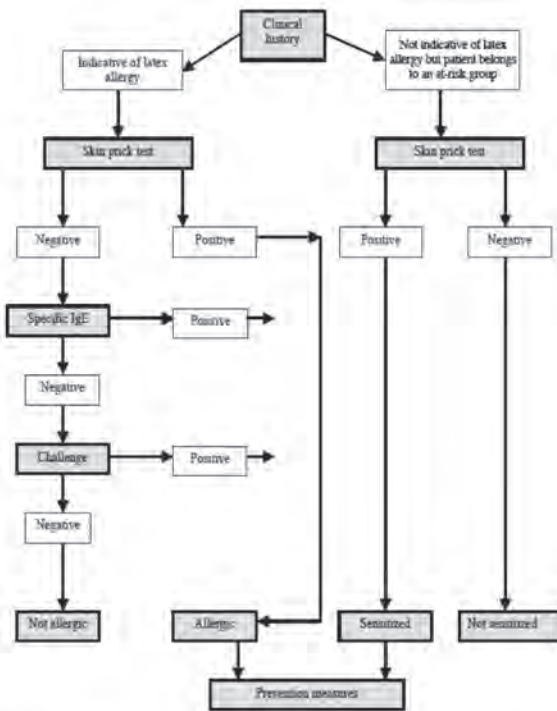 Clinical
history
Indicative of latex
allergy
Not indicative of latex
allergy but patient belongs
to an at-risk group
Skin prick test
Skin prick test
Negative
Positive
Positive
Negative
Specific IgE
Positive
Negative
Challenge
Positive
Negative
Not allergic
Allergic
Sensitized
Not sensitized
Prevention measures